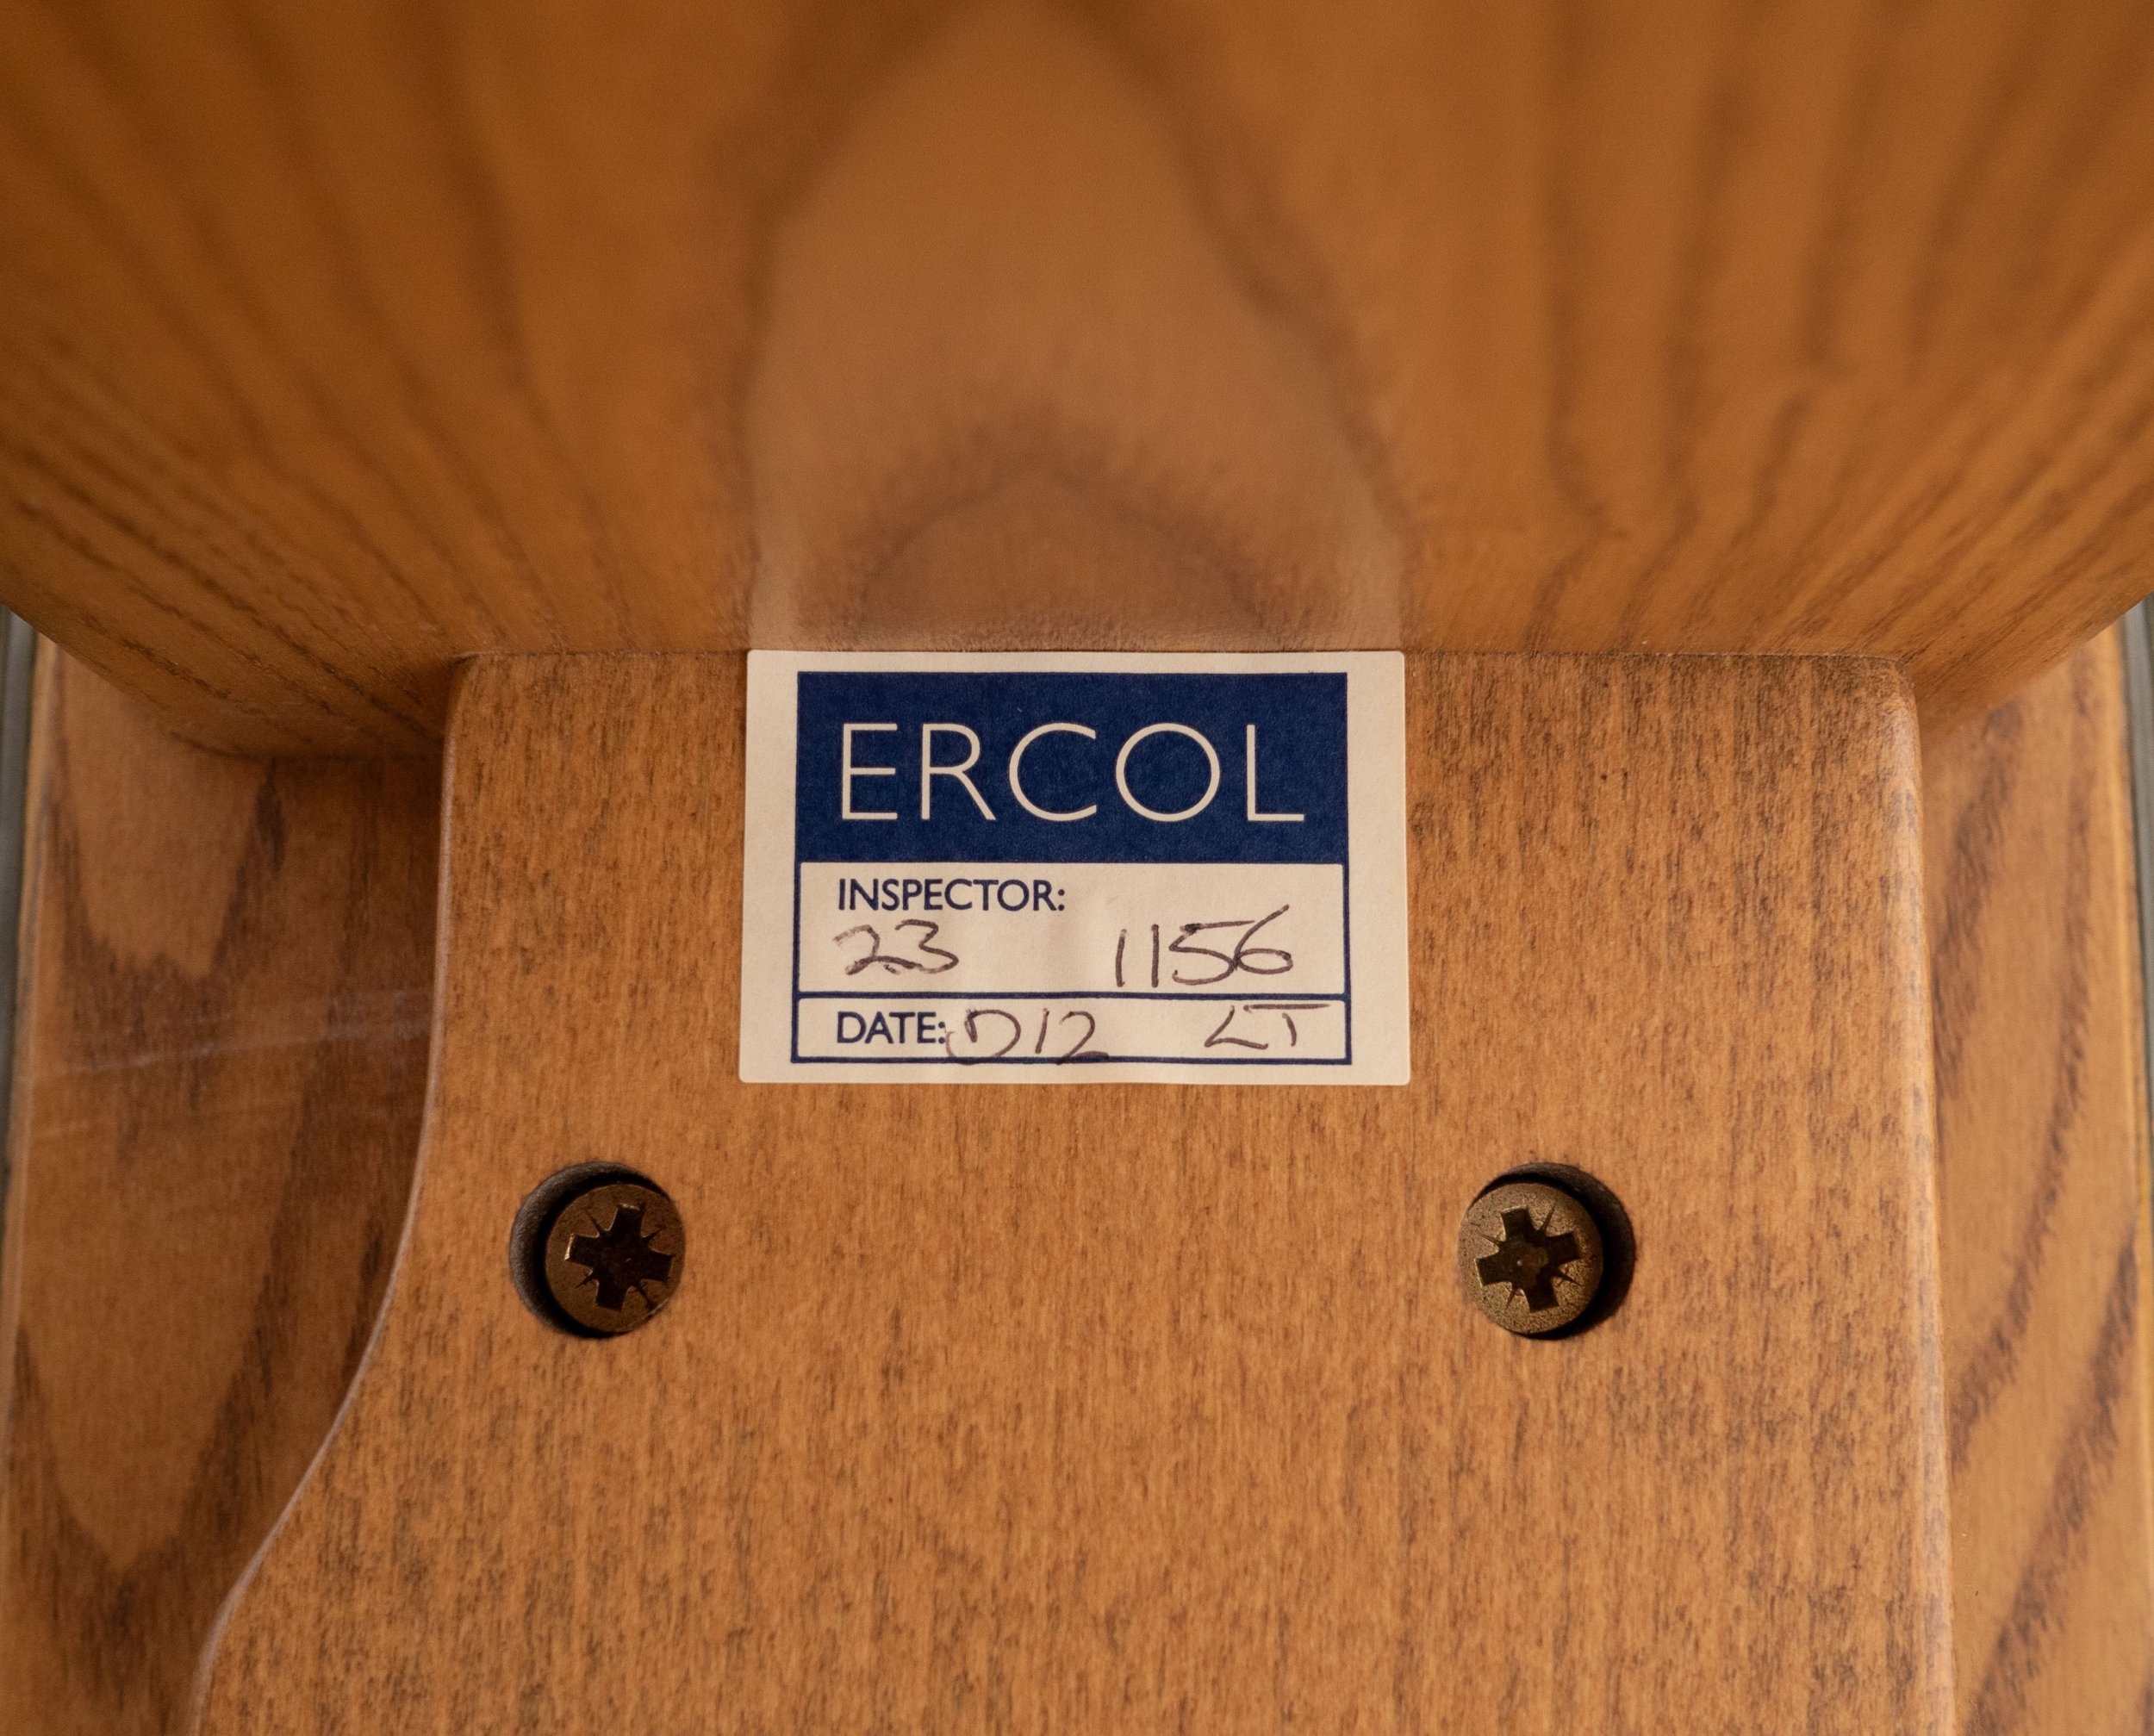 ERCOL
INSPECTOR:
23 1156
DATE: D12 LT